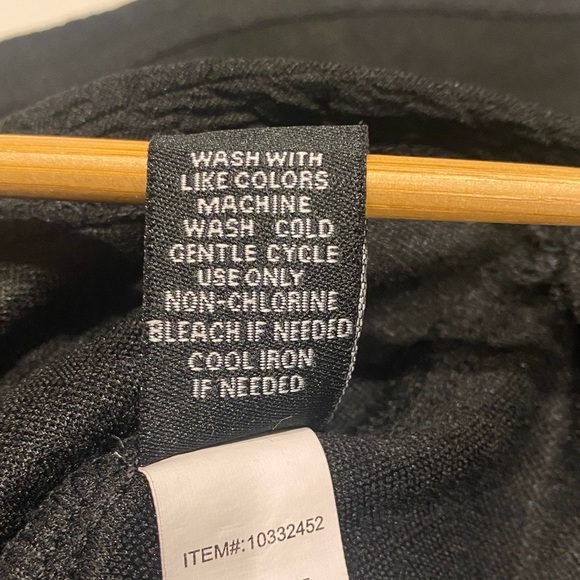 WASH WITH
LIKE COLORS
MACHINE
WASH COLD
GENTLE CYCLE
USE ONLY
NON-CHLORINE
BLEACH IF NEEDED
COOL IRON
IF NEEDED
ITEM#:10332452